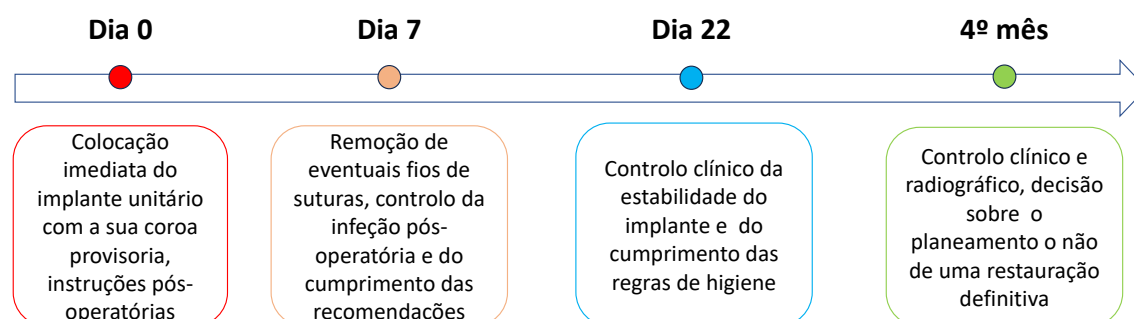 Dia 0
Dia 7
Dia 22
4º mês
Colocação
imediata do
implante unitário
com a sua coroa
provisoria,
instruções pós-
operatórias
Remoção de
eventuais fios de
suturas, controlo da
infeção pós-
operatória e do
cumprimento das
recomendações
Controlo clínico da
estabilidade do
implante e do
cumprimento das
regras de higiene
Controlo clínico e
radiográfico, decisão
sobre o
planeamento o não
de uma restauração
definitiva